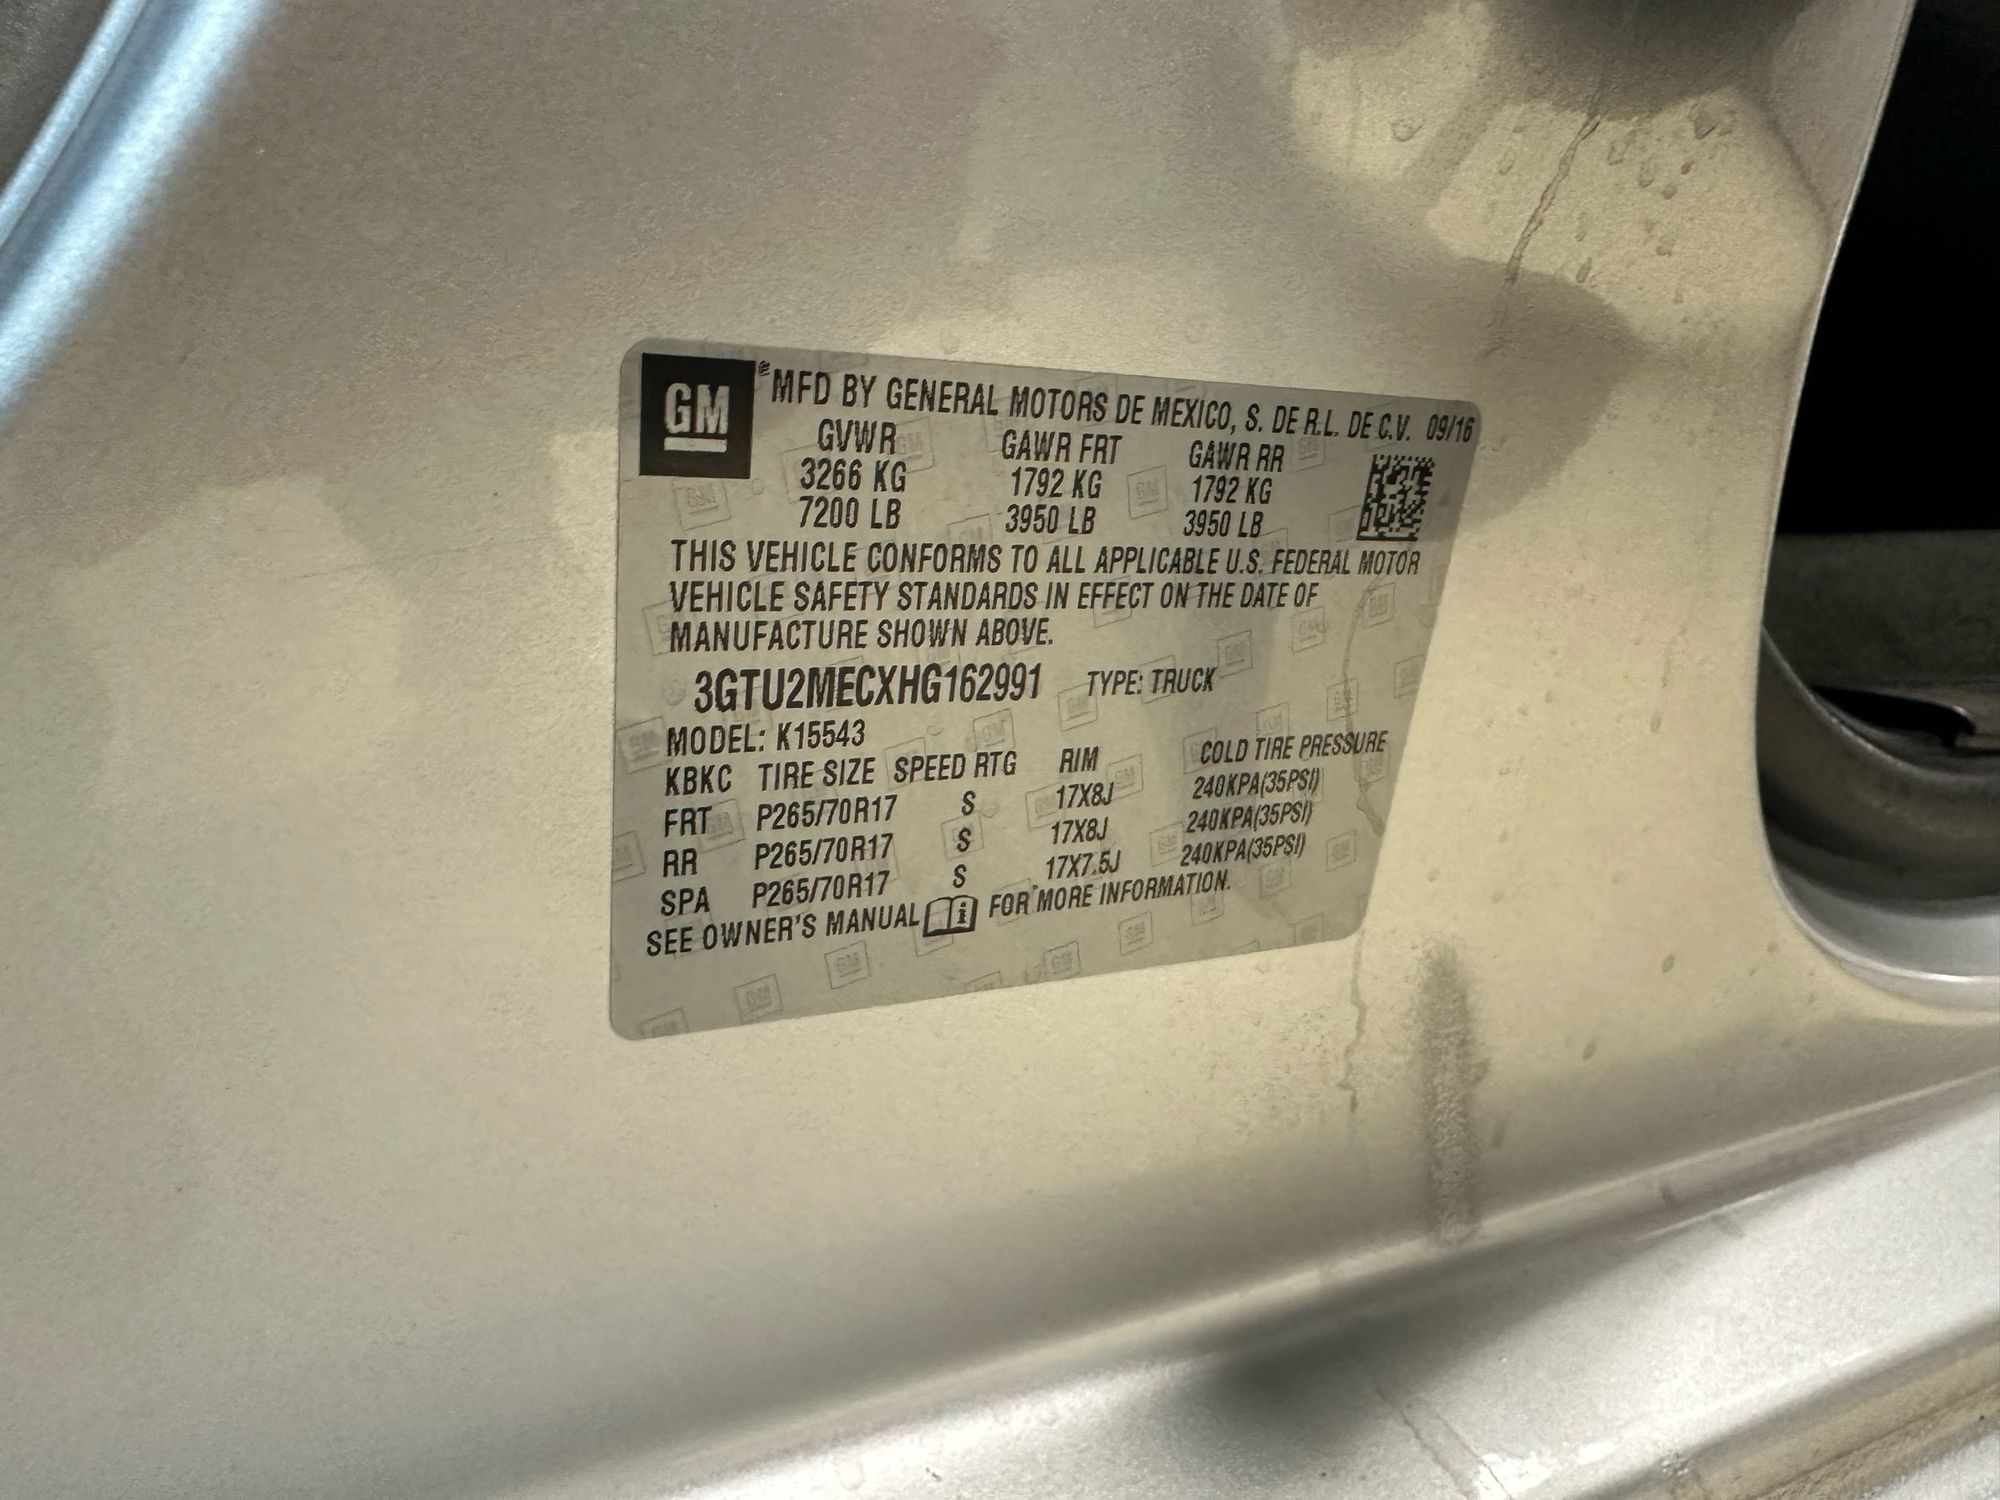 GM ® MFD BY GENERAL MOTORS DE MEXICO, S. DE R.L. DE C.V. 09/16
GVWR GAWR FRT GAWR RR
3266 KG 1792 KG 1792 KG
7200 LB 3950 LB 3950 LB
THIS VEHICLE CONFORMS TO ALL APPLICABLE U.S. FEDERAL MOTOR
VEHICLE SAFETY STANDARDS IN EFFECT ON THE DATE OF
MANUFACTURE SHOWN ABOVE.
3GTU2MECXHG162991 TYPE: TRUCK
MODEL: K15543
KBKC TIRE SIZE SPEED RTG RIM COLD TIRE PRESSURE
FRT P265/70R17 S 17X8J 240KPA(35PSI)
RR P265/70R17 S 17X8J 240KPA(35PSI)
SPA P265/70R17 S 17X7.5J 240KPA(35PSI)
SEE OWNER'S MANUAL i FOR MORE INFORMATION.